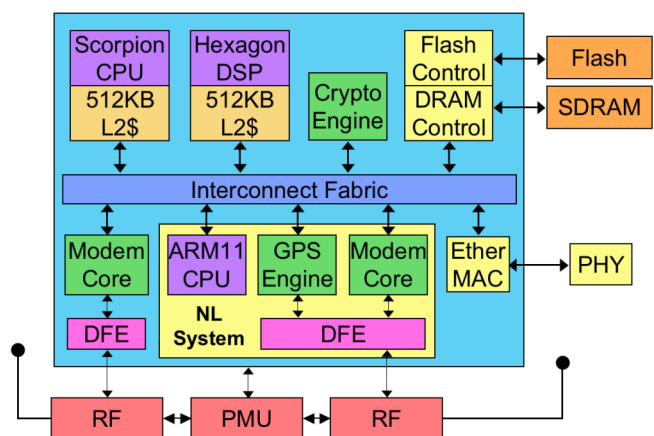 Scorpion
CPU
512KB
L2$
Hexagon
DSP
512KB
L2$
Crypto
Engine
Flash
Control
DRAM
Control
Flash
SDRAM
Interconnect Fabric
Modem
Core
ARM11
CPU
GPS
Engine
Modem
Core
Ether
MAC
PHY
NL
System
DFE
DFE
RF
PMU
RF